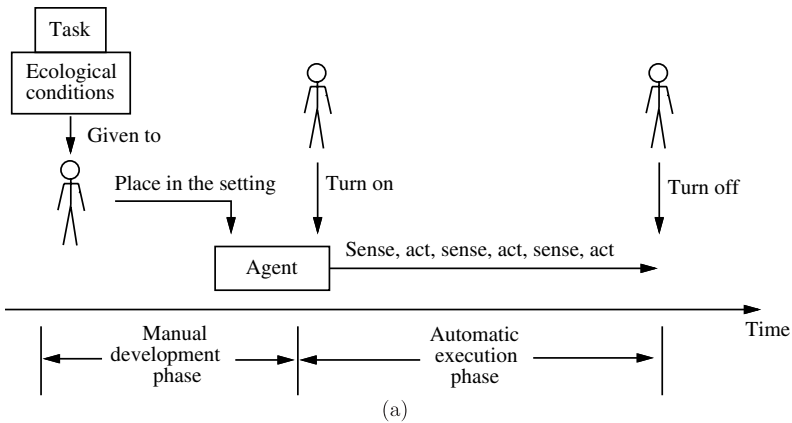 Task
Ecological
conditions
Given to
Place in the setting
Turn on
Turn off
Agent
Sense, act, sense, act, sense, act
Time
Manual
development
phase
Automatic
execution
phase
(a)